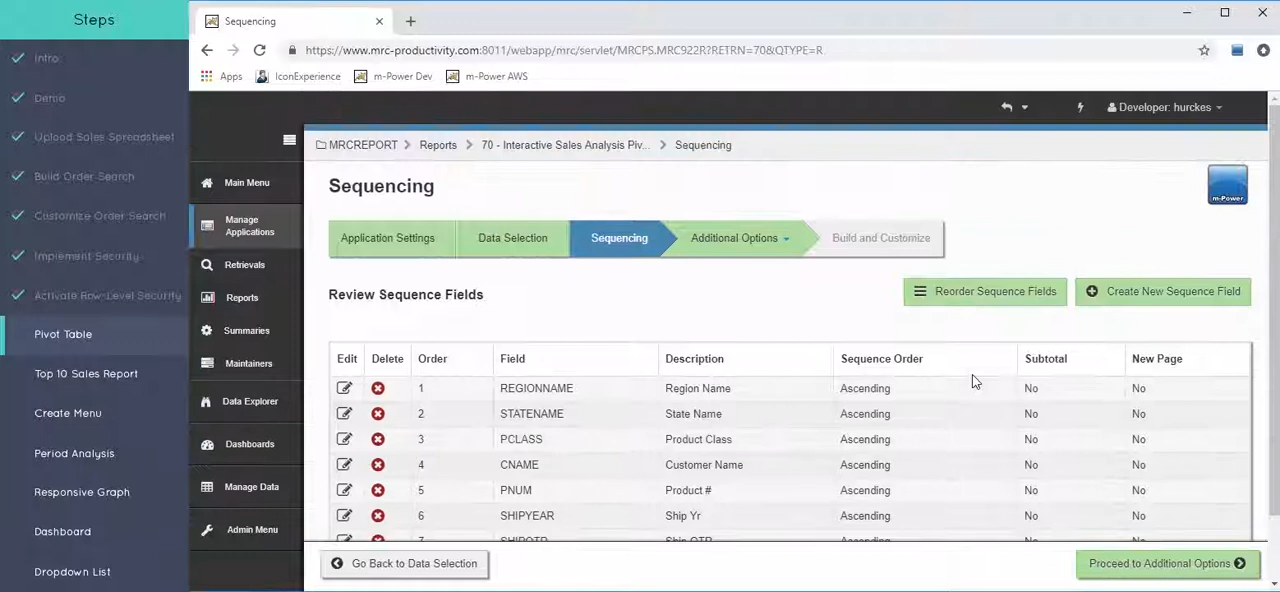 Steps
Intro
Demo
Upload Sales Spreadsheet
Build Order Search
Customize Order Search
Implement Security
Activate Row-Level Security
Pivot Table
Top 10 Sales Report
Create Menu
Period Analysis
Responsive Graph
Dashboard
Dropdown List
Sequencing
https://www.mrc-productivity.com:8011/webapp/mrc/servlet/MRCPS.MRC922R?RETRN=70&QTYPE=R
Apps IconExperience m-Power Dev m-Power AWS
Developer: hurckes
MRCREPORT Reports 70 - Interactive Sales Analysis Piv... Sequencing
Main Menu
Manage
Applications
Retrievals
Reports
Summaries
Maintainers
Data Explorer
Dashboards
Manage Data
Admin Menu
Sequencing
m-Power
Application Settings Data Selection Sequencing Additional Options Build and Customize
Review Sequence Fields
Reorder Sequence Fields Create New Sequence Field
Edit Delete Order Field Description Sequence Order Subtotal New Page
1 REGIONNAME Region Name Ascending No No
2 STATENAME State Name Ascending No No
3 PCLASS Product Class Ascending No No
4 CNAME Customer Name Ascending No No
5 PNUM Product # Ascending No No
6 SHIPYEAR Ship Yr Ascending No No
7 SHIPQTR Ship QTR Ascending No No
Go Back to Data Selection Proceed to Additional Options